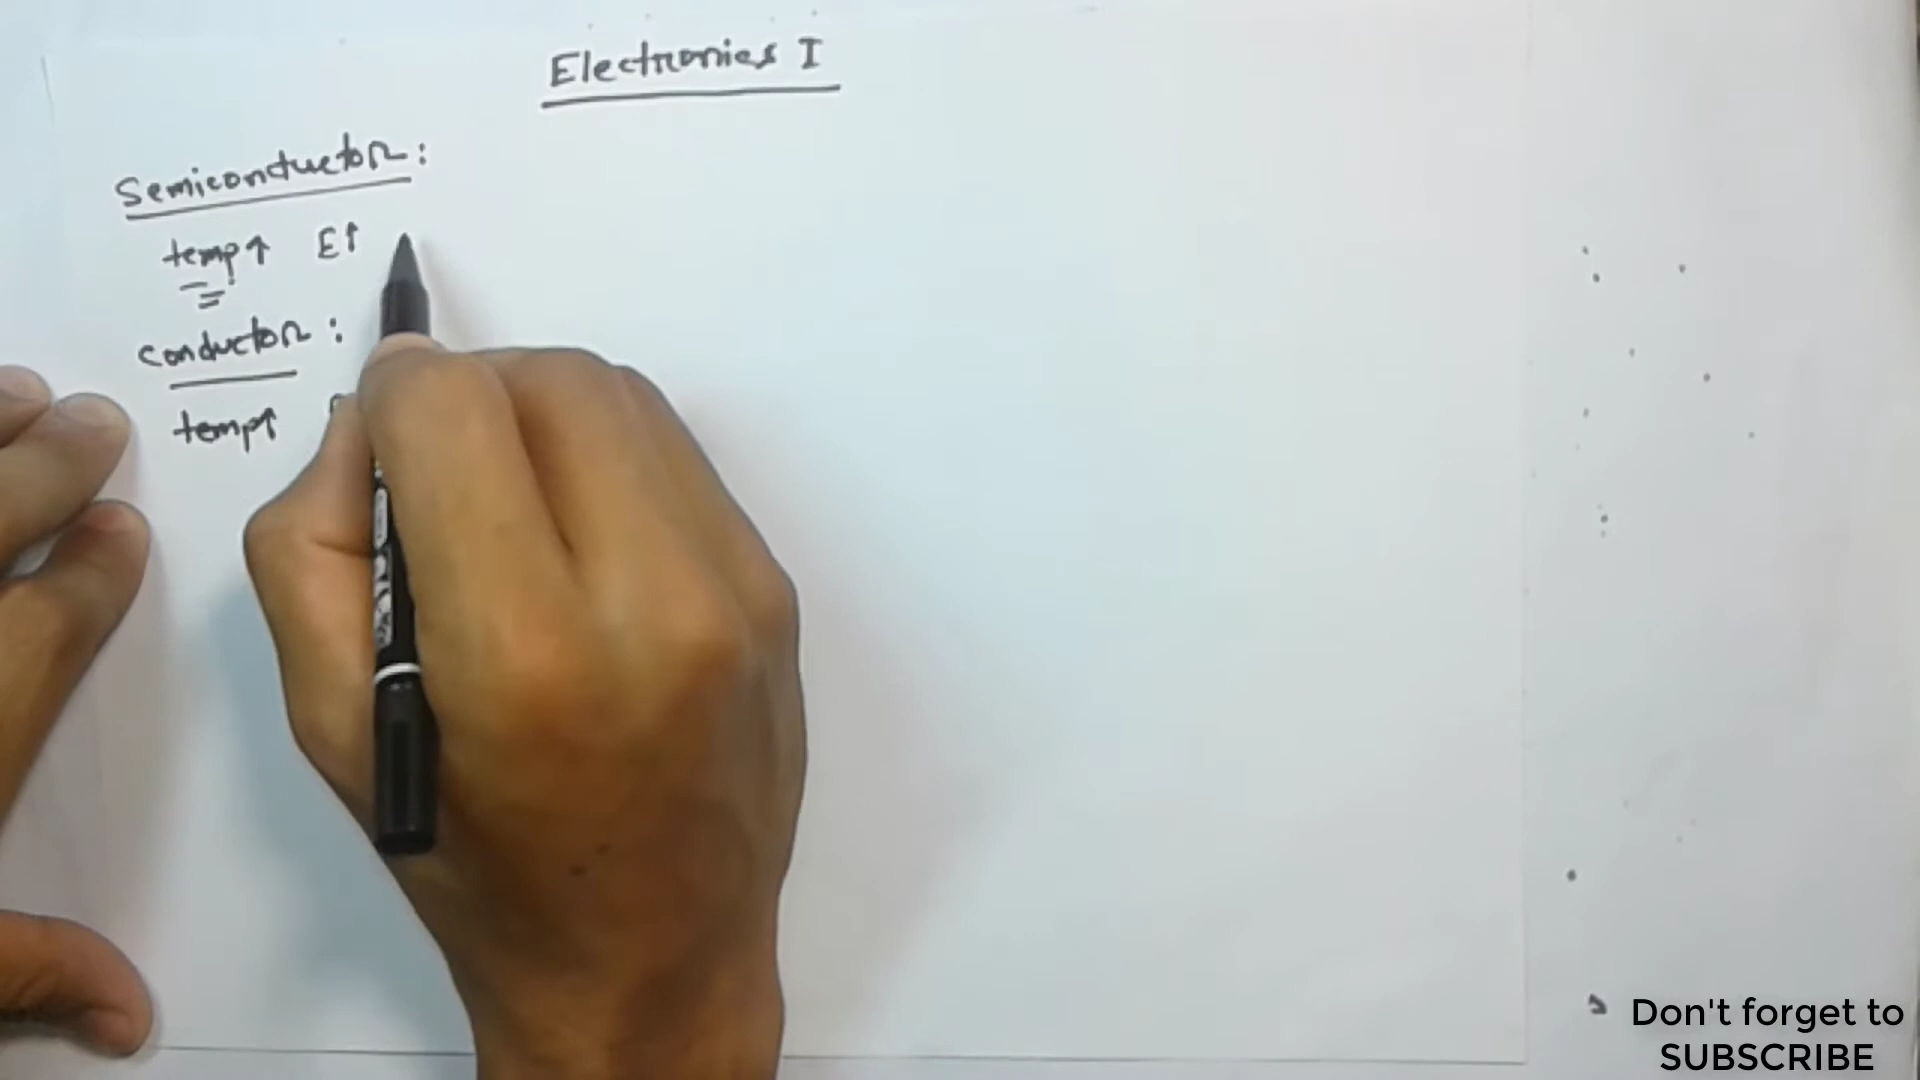 Electronics I
Semiconductor:
temp↑ E↑
conductor:
temp↑
Don't forget to
SUBSCRIBE